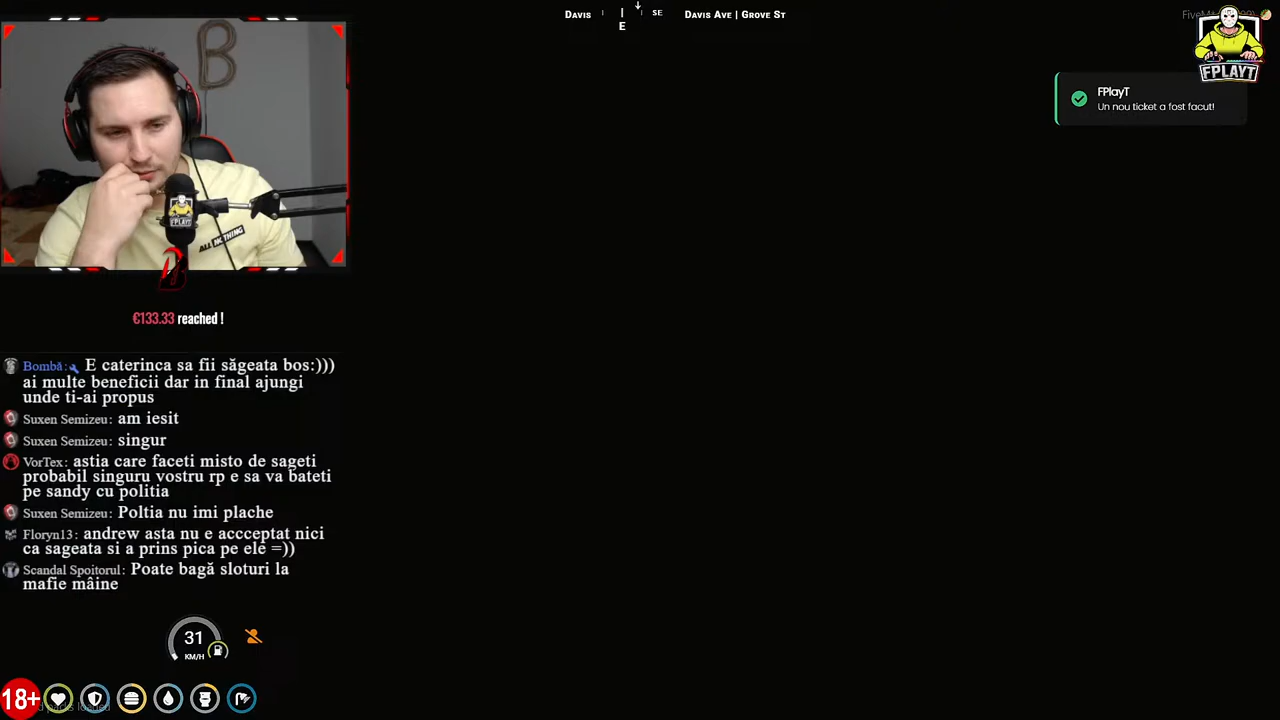 Davis
E
SE
Davis Ave | Grove St
FPLAYT
FPlayT
Un nou ticket a fost facut!
FPLAYT
ALL NOTHING
€133.33 reached !
Bombă: E caterinca sa fii săgeata bos:)))
ai multe beneficii dar in final ajungi
unde ti-ai propus
Suxen Semizeu: am iesit
Suxen Semizeu: singur
VorTex: astia care faceti misto de sageti
probabil singuru vostru rp e sa va bateti
pe sandy cu politia
Suxen Semizeu: Poltia nu imi plache
Floryn13: andrew asta nu e accceptat nici
ca sageata si a prins pica pe ele =))
Scandal Spoitorul: Poate bagă sloturi la
mafie mâine
31
KM/H
18+